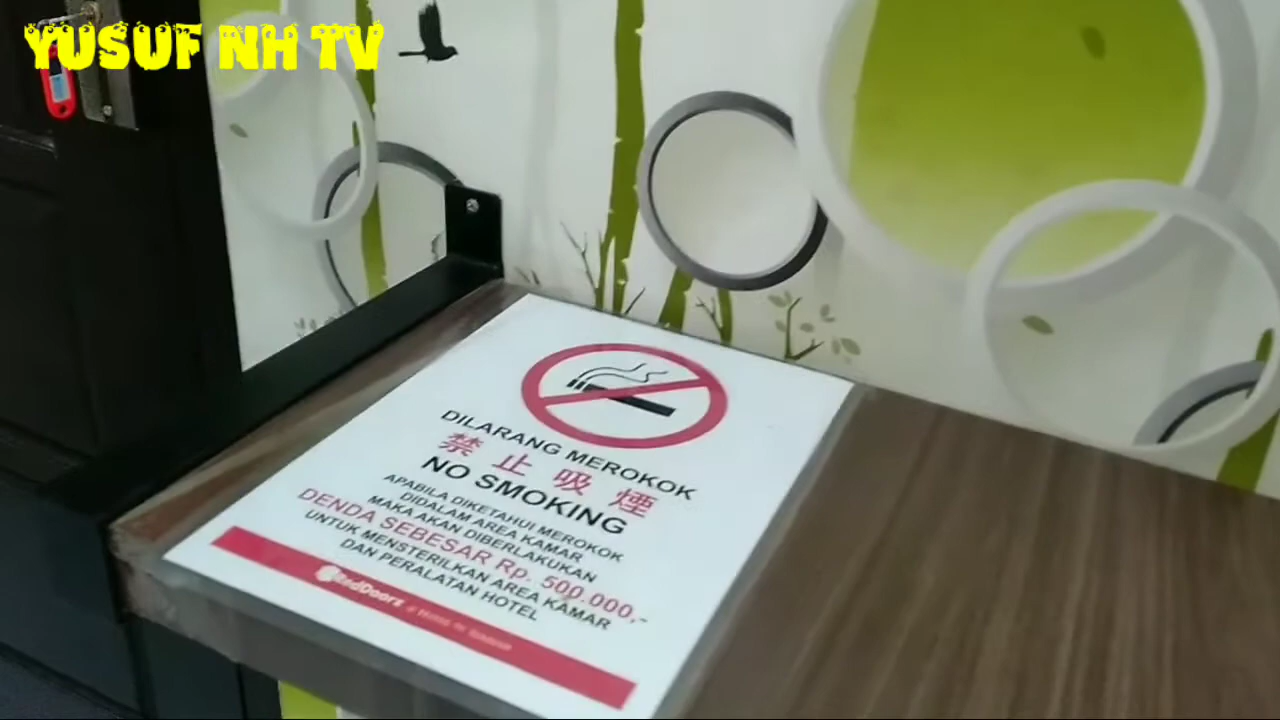 YUSUF NH TV
DILARANG MEROKOK
禁止吸煙
NO SMOKING
APABILA DIKETAHUI MEROKOK
DIDALAM AREA KAMAR
MAKA AKAN DIBERLAKUKAN
DENDA SEBESAR Rp. 500.000,-
UNTUK MENSTERILKAN AREA KAMAR
DAN PERALATAN HOTEL
RedDoorz